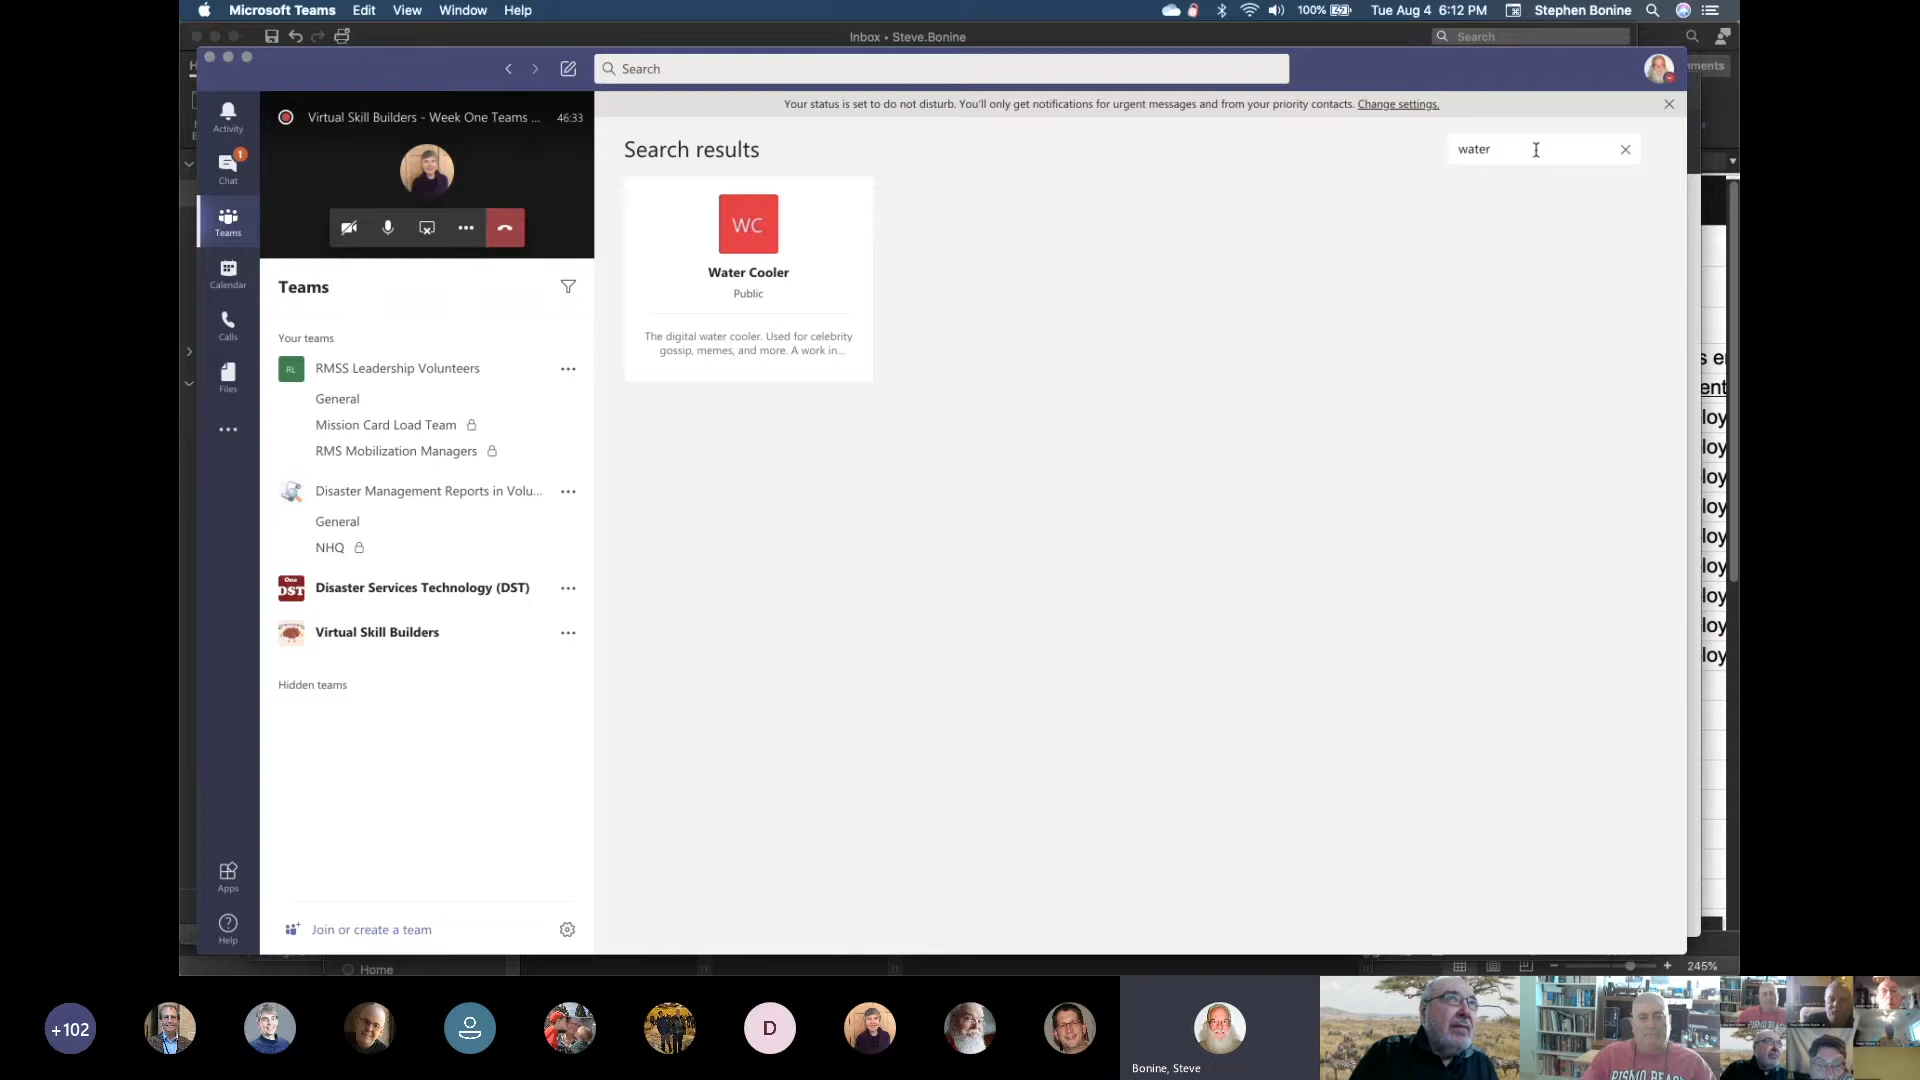 Microsoft Teams Edit View Window Help
100% Tue Aug 4 6:12 PM Stephen Bonine
Inbox • Steve.Bonine
Search
Search
Your status is set to do not disturb. You'll only get notifications for urgent messages and from your priority contacts. Change settings.
Activity
Chat
1
Teams
Calendar
Calls
Files
Apps
Help
Virtual Skill Builders - Week One Teams ... 46:33
Teams
Your teams
RL RMSS Leadership Volunteers
General
Mission Card Load Team
RMS Mobilization Managers
Disaster Management Reports in Volu...
General
NHQ
One DST Disaster Services Technology (DST)
Virtual Skill Builders
Hidden teams
Join or create a team
Search results
water
WC
Water Cooler
Public
The digital water cooler. Used for celebrity
gossip, memes, and more. A work in...
Home
245%
+102
D
Bonine, Steve